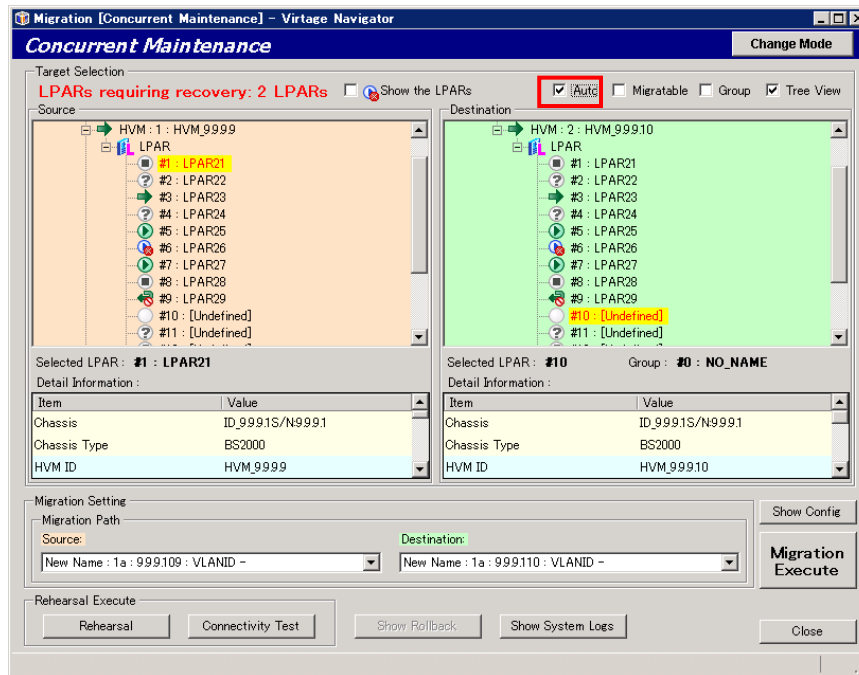 Migration [Concurrent Maintenance] - Virtage Navigator
Concurrent Maintenance
Change Mode
Target Selection
LPARs requiring recovery: 2 LPARs
Show the LPARs
Auto
Migratable
Group
Tree View
Source
HVM : 1 : HVM_9.9.9.9
LPAR
#1 : LPAR21
#2 : LPAR22
#3 : LPAR23
#4 : LPAR24
#5 : LPAR25
#6 : LPAR26
#7 : LPAR27
#8 : LPAR28
#9 : LPAR29
#10 : [Undefined]
#11 : [Undefined]
Selected LPAR : #1 : LPAR21
Detail Information :
Item Value
Chassis ID_9.9.9.1S/N:9.9.9.1
Chassis Type BS2000
HVM ID HVM_9.9.9.9
Destination
HVM : 2 : HVM_9.9.9.10
LPAR
#1 : LPAR21
#2 : LPAR22
#3 : LPAR23
#4 : LPAR24
#5 : LPAR25
#6 : LPAR26
#7 : LPAR27
#8 : LPAR28
#9 : LPAR29
#10 : [Undefined]
#11 : [Undefined]
Selected LPAR : #10 Group : #0 : NO_NAME
Detail Information :
Item Value
Chassis ID_9.9.9.1S/N:9.9.9.1
Chassis Type BS2000
HVM ID HVM_9.9.9.10
Migration Setting
Migration Path
Source:
New Name : 1a : 9.9.9.109 : VLANID -
Destination:
New Name : 1a : 9.9.9.110 : VLANID -
Show Config
Migration
Execute
Rehearsal Execute
Rehearsal
Connectivity Test
Show Rollback
Show System Logs
Close